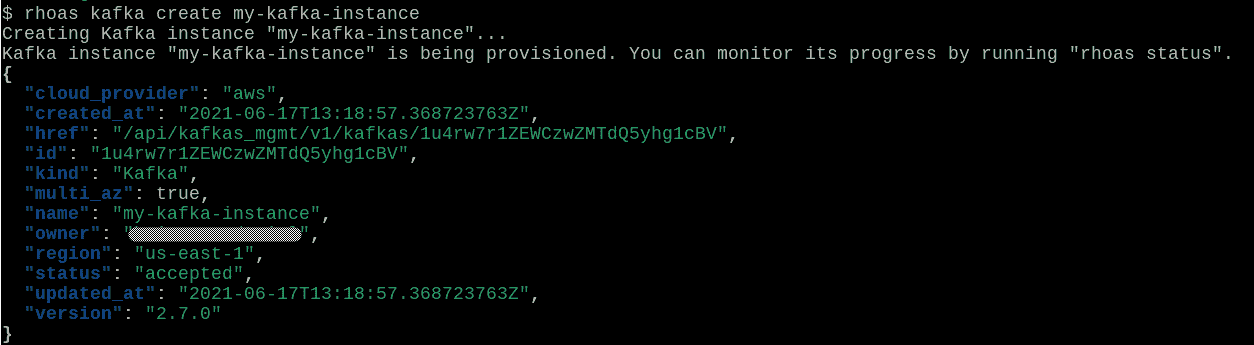 $ rhoas kafka create my-kafka-instance
Creating Kafka instance "my-kafka-instance"...
Kafka instance "my-kafka-instance" is being provisioned. You can monitor its progress by running "rhoas status".
{
  "cloud_provider": "aws",
  "created_at": "2021-06-17T13:18:57.368723763Z",
  "href": "/api/kafkas_mgmt/v1/kafkas/1u4rw7r1ZEWCzwZMTdQ5yhg1cBV",
  "id": "1u4rw7r1ZEWCzwZMTdQ5yhg1cBV",
  "kind": "Kafka",
  "multi_az": true,
  "name": "my-kafka-instance",
  "owner": "",
  "region": "us-east-1",
  "status": "accepted",
  "updated_at": "2021-06-17T13:18:57.368723763Z",
  "version": "2.7.0"
}